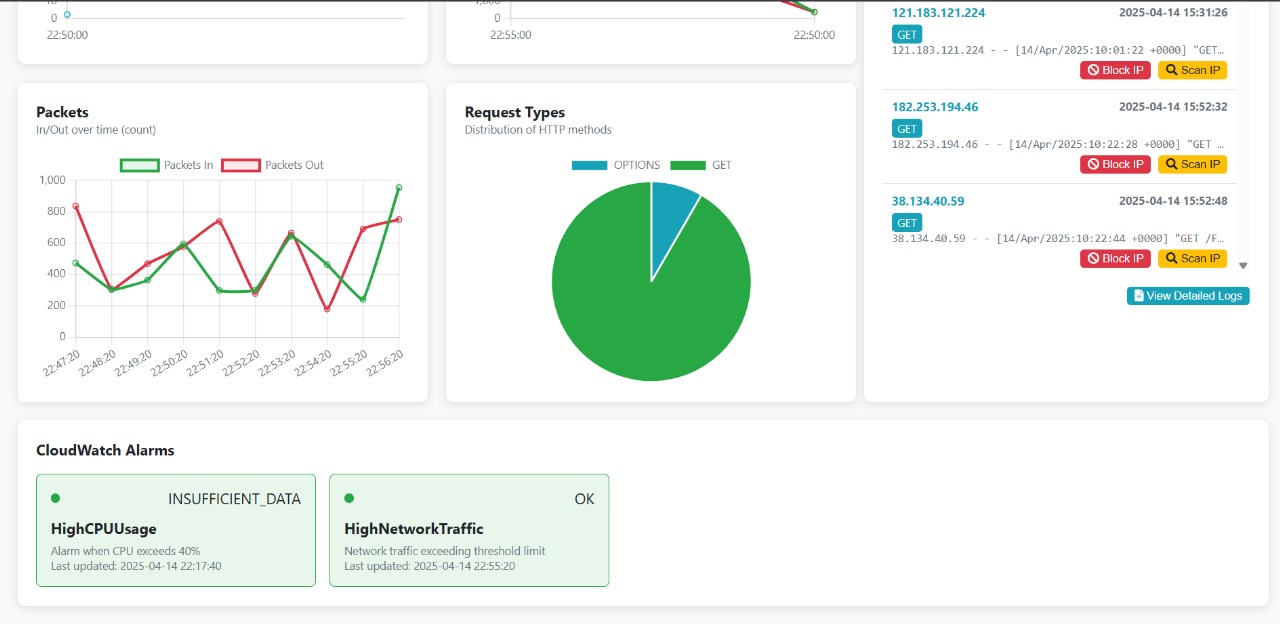 0
22:50:00
0
22:55:00
22:50:00
121.183.121.224
2025-04-14 15:31:26
GET
121.183.121.224 - - [14/Apr/2025:10:01:22 +0000] "GET…
Block IP
Scan IP
182.253.194.46
2025-04-14 15:52:32
GET
182.253.194.46 - - [14/Apr/2025:10:22:28 +0000] "GET …
Block IP
Scan IP
38.134.40.59
2025-04-14 15:52:48
GET
38.134.40.59 - - [14/Apr/2025:10:22:44 +0000] "GET /F…
Block IP
Scan IP
View Detailed Logs
Packets
In/Out over time (count)
Packets In
Packets Out
1,000
800
600
400
200
0
22:47:20
22:48:20
22:49:20
22:50:20
22:51:20
22:52:20
22:53:20
22:54:20
22:55:20
22:56:20
Request Types
Distribution of HTTP methods
OPTIONS
GET
CloudWatch Alarms
INSUFFICIENT_DATA
HighCPUUsage
Alarm when CPU exceeds 40%
Last updated: 2025-04-14 22:17:40
OK
HighNetworkTraffic
Network traffic exceeding threshold limit
Last updated: 2025-04-14 22:55:20